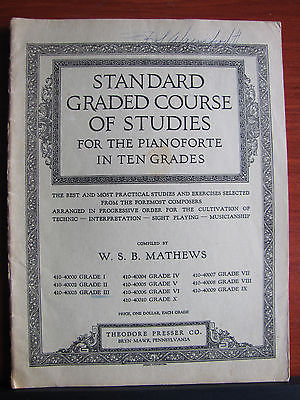 STANDARD
GRADED COURSE
OF STUDIES
FOR THE PIANOFORTE
IN TEN GRADES
THE BEST AND MOST PRACTICAL STUDIES AND EXERCISES SELECTED
FROM THE FOREMOST COMPOSERS
ARRANGED IN PROGRESSIVE ORDER FOR THE CULTIVATION OF
TECHNIC — INTERPRETATION — SIGHT PLAYING — MUSICIANSHIP
COMPILED BY
W. S. B. MATHEWS
410-40001 GRADE I 410-40004 GRADE IV 410-40007 GRADE VII
410-40002 GRADE II 410-40005 GRADE V 410-40008 GRADE VIII
410-40003 GRADE III 410-40006 GRADE VI 410-40009 GRADE IX
410-40010 GRADE X
PRICE, ONE DOLLAR, EACH GRADE
THEODORE PRESSER CO.
BRYN MAWR, PENNSYLVANIA